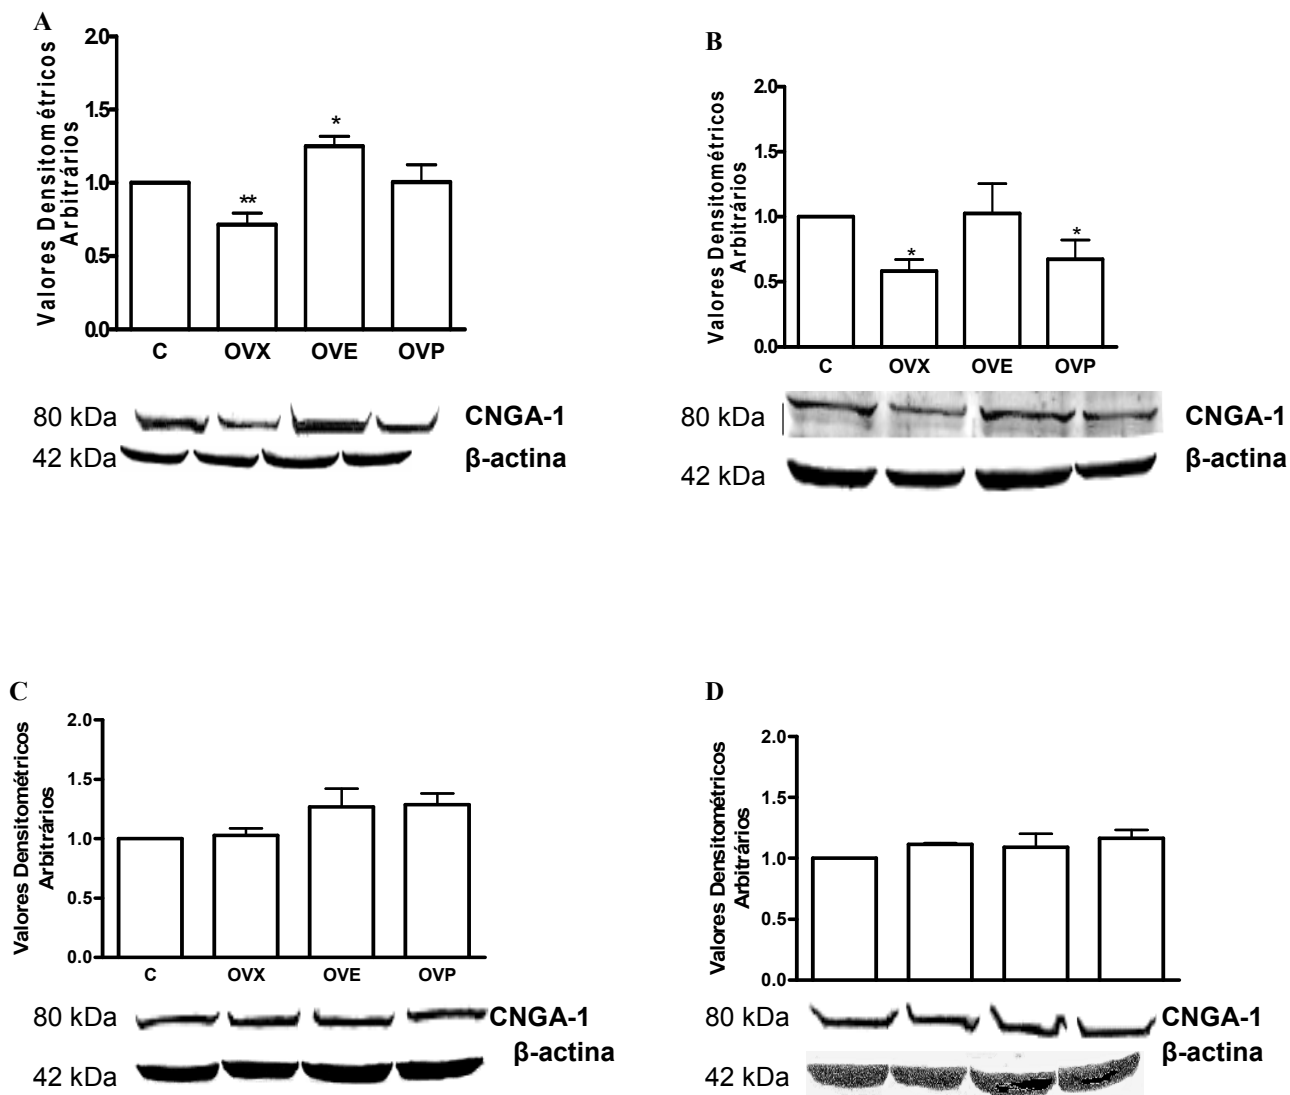 A
Valores Densitométricos
Arbitrários
20
1.5
1.0
0.5
0.0
*
**
C OVX OVE OVP
80 kDa CNGA-1
42 kDa β-actina
B
Valores Densitométricos
Arbitrários
2.0
1.5
1.0
0.5
0.0
* *
C OVX OVE OVP
80 kDa CNGA-1
β-actina
42 kDa
C
Valores Densitométricos
Arbitrários
2.0
1.5
1.0
0.5
0.0
C OVX OVE OVP
80 kDa CNGA-1
β-actina
42 kDa
D
Valores Densitométricos
Arbitrários
2.0
1.5
1.0
0.5
0.0
80 kDa CNGA-1
β-actina
42 kDa